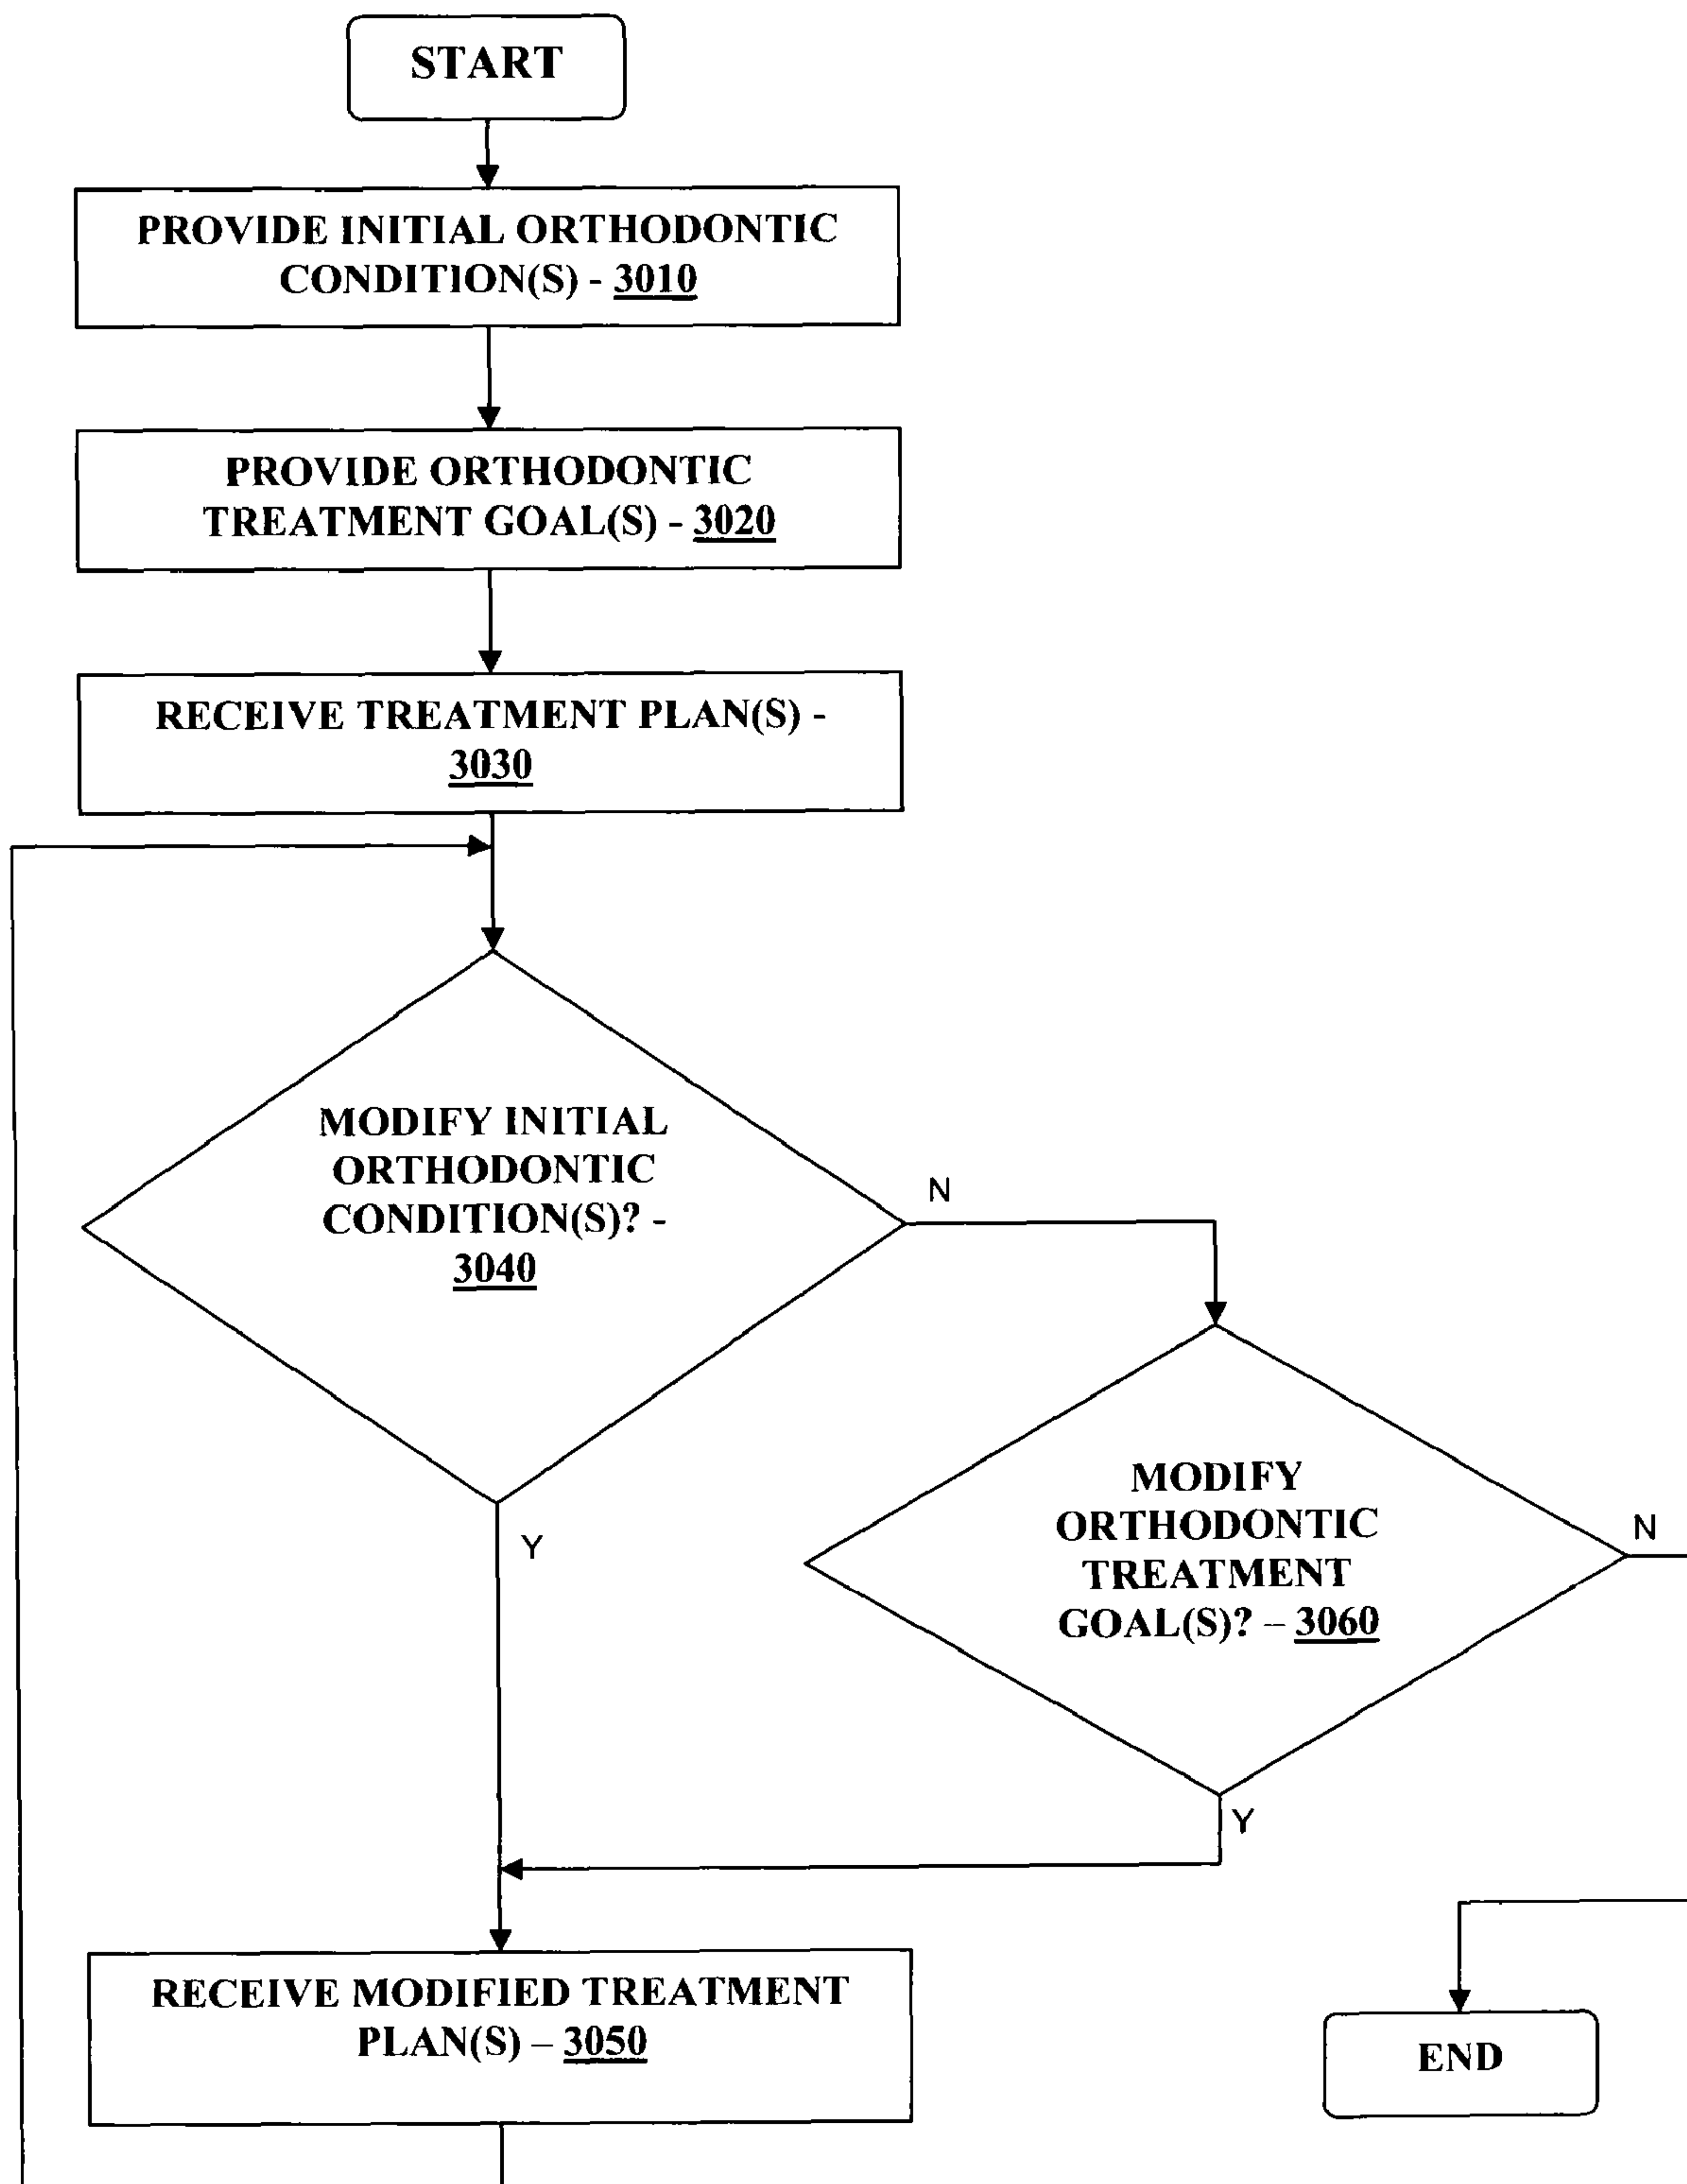 START
PROVIDE INITIAL ORTHODONTIC
CONDITION(S) - 3010
PROVIDE ORTHODONTIC
TREATMENT GOAL(S) - 3020
RECEIVE TREATMENT PLAN(S) -
3030
MODIFY INITIAL
ORTHODONTIC
CONDITION(S)? -
3040
N
Y
MODIFY
ORTHODONTIC
TREATMENT
GOAL(S)? – 3060
N
Y
RECEIVE MODIFIED TREATMENT
PLAN(S) – 3050
END